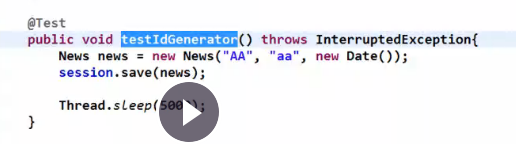 @Test
public void testIdGenerator() throws InterruptedException{
News news = new News("AA", "aa", new Date());
session.save(news);
Thread.sleep(500);
}